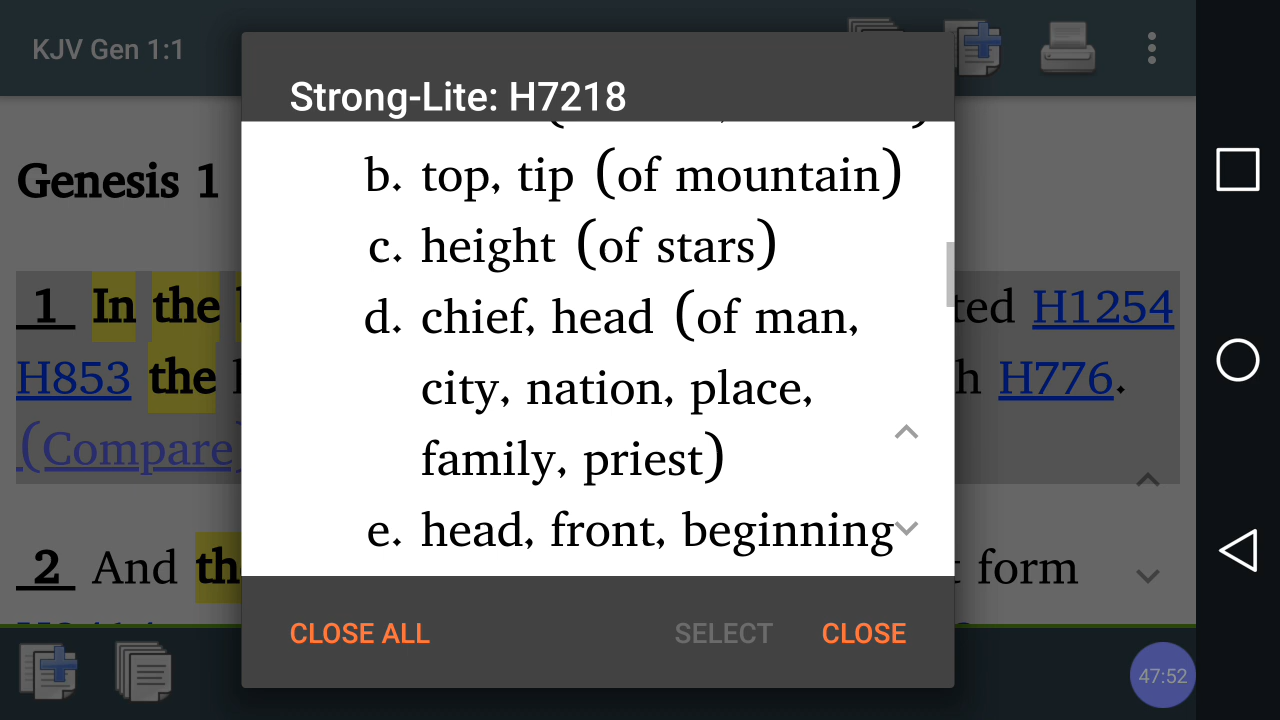 KJV Gen 1:1
Strong-Lite: H7218
b. top, tip (of mountain)
c. height (of stars)
d. chief, head (of man,
city, nation, place,
family, priest)
e. head, front, beginning
CLOSE ALL
SELECT
CLOSE
Genesis 1
1 In the
H1254
H853 the
H776.
(Compare)
2 And
form
47:52